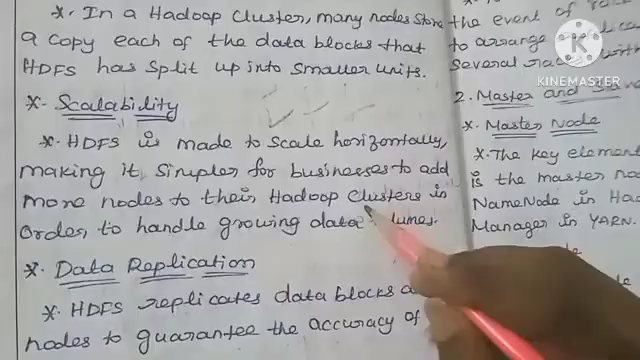 *. In a Hadoop Cluster, many nodes store
a copy each of the data blocks that
HDFS has split up into smaller units.
*. Scalability
*. HDFS is made to scale horizontally,
making it simpler for businesses to add
more nodes to their Hadoop clusters in
order to handle growing data
*. Data Replication
*. HDFS replicates data blocks
nodes to guarantee the accuracy of
the event of
to arrange
several
2. Master and
*. Master Node
*. The key element
is the master
NameNode in
Manager in YARN.
KINEMASTER